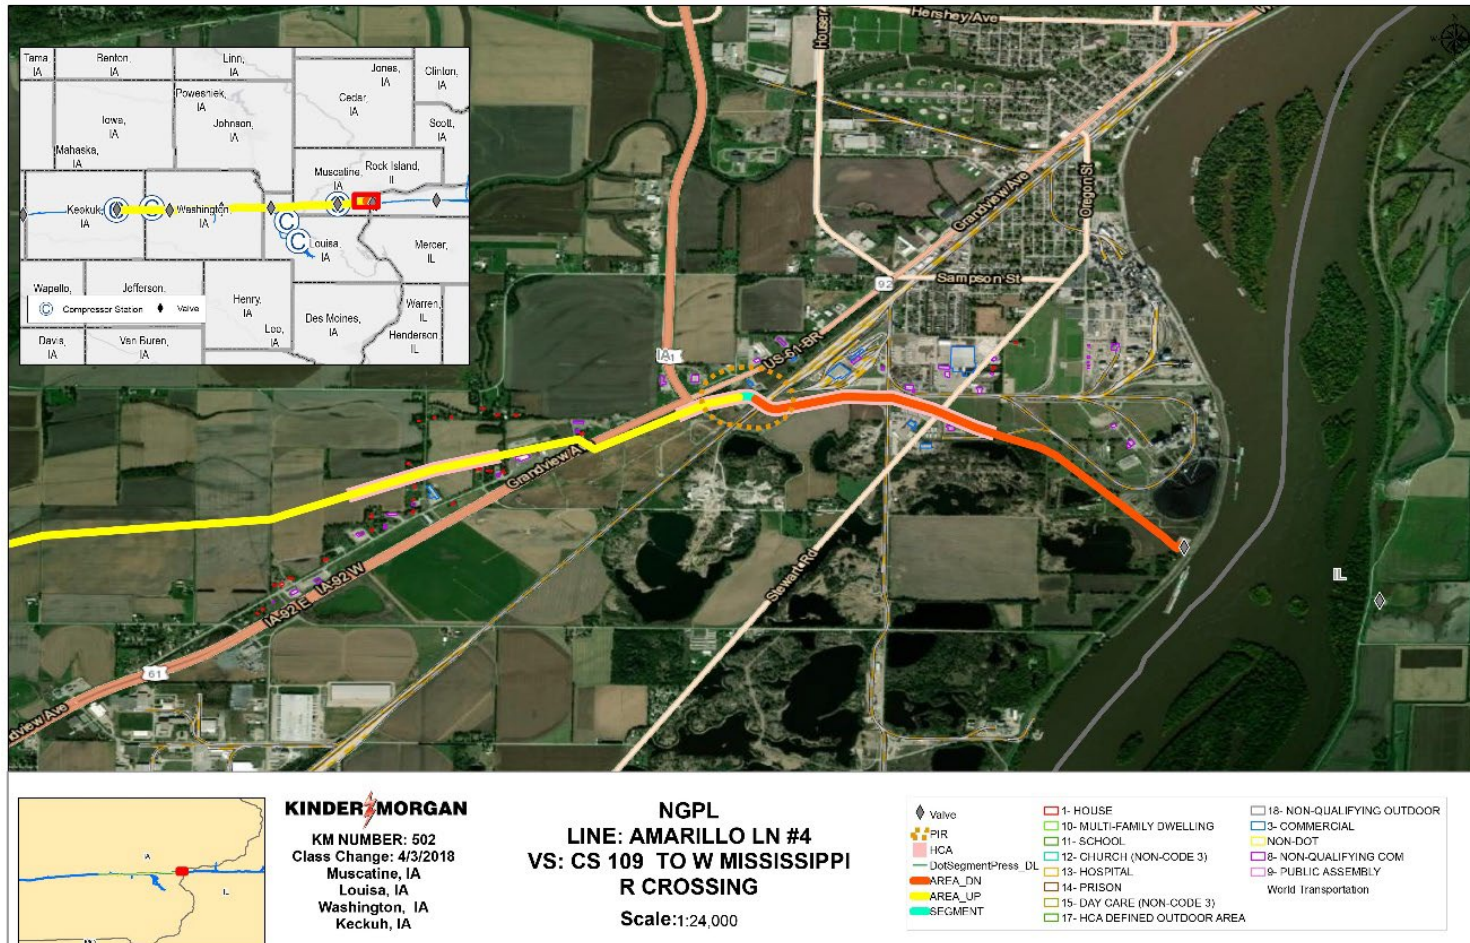 Hershey Ave
Houser
Tama, IA
Benton, IA
Linn, IA
Jones, IA
Clinton, IA
Poweshiek, IA
Cedar, IA
Iowa, IA
Johnson, IA
Scott, IA
Mahaska, IA
Muscatine, IA
Rock Island, IL
Keokuk, IA
Washington, IA
Louisa, IA
Mercer, IL
Wapello,
Jefferson,
Henry, IA
Des Moines, IA
Warren, IL
Henderson IL
Lee, IA
Davis, IA
Van Buren, IA
C Compressor Station
Valve
Grandview Ave
Oregon St
Sampson St
92
US-61-BR
IA
Grandview A
Stewart Rd
IA-92 E
IA-92 W
61
dview Ave
IL
KINDER MORGAN
KM NUMBER: 502
Class Change: 4/3/2018
Muscatine, IA
Louisa, IA
Washington, IA
Keckuh, IA
NGPL
LINE: AMARILLO LN #4
VS: CS 109 TO W MISSISSIPPI
R CROSSING
Scale:1:24,000
Valve
PIR
HCA
DotSegmentPress_DL
AREA_DN
AREA_UP
SEGMENT
1- HOUSE
10- MULTI-FAMILY DWELLING
11- SCHOOL
12- CHURCH (NON-CODE 3)
13- HOSPITAL
14- PRISON
15- DAY CARE (NON-CODE 3)
17- HCA DEFINED OUTDOOR AREA
18- NON-QUALIFYING OUTDOOR
3- COMMERCIAL
NON-DOT
8- NON-QUALIFYING COM
9- PUBLIC ASSEMBLY
World Transportation